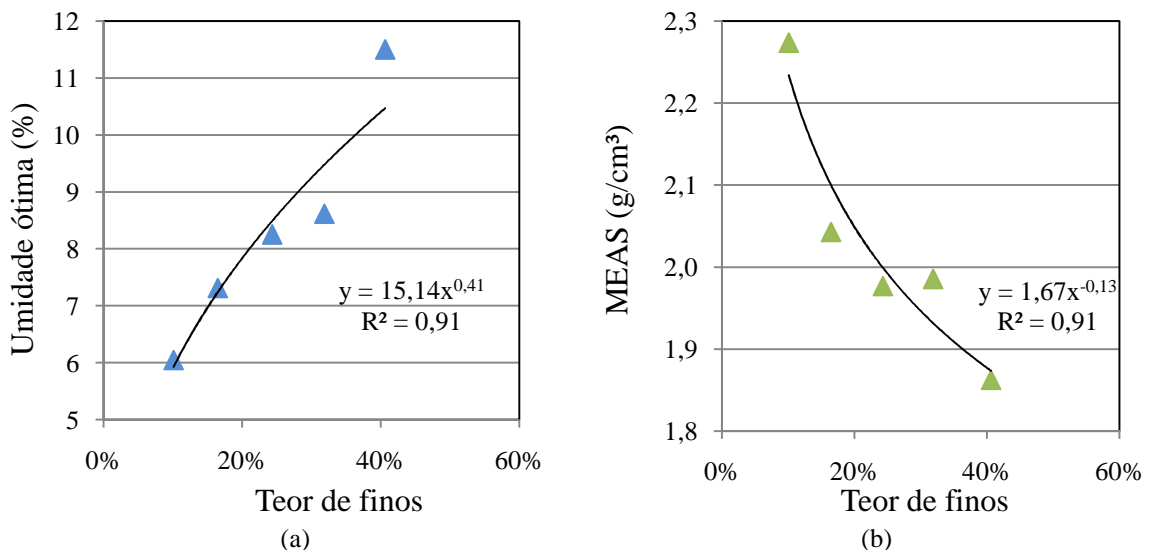 12
11
10
9
8
7
6
5
Umidade ótima (%)
y = 15,14x^0,41
R² = 0,91
0%
20%
40%
60%
Teor de finos
(a)
2,3
2,2
2,1
2,0
1,9
1,8
MEAS (g/cm³)
y = 1,67x^-0,13
R² = 0,91
0%
20%
40%
60%
Teor de finos
(b)